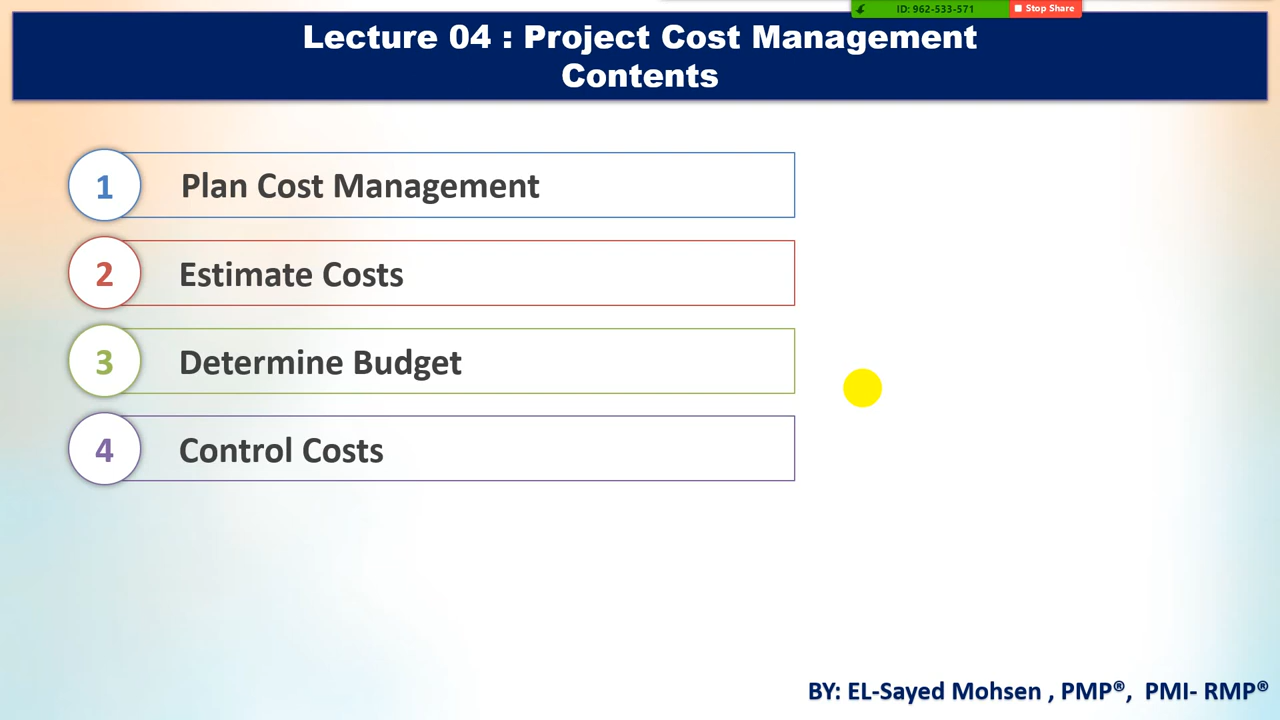 ID: 962-533-571
Stop Share
Lecture 04 : Project Cost Management
Contents
1 Plan Cost Management
2 Estimate Costs
3 Determine Budget
4 Control Costs
BY: EL-Sayed Mohsen , PMP®, PMI- RMP®